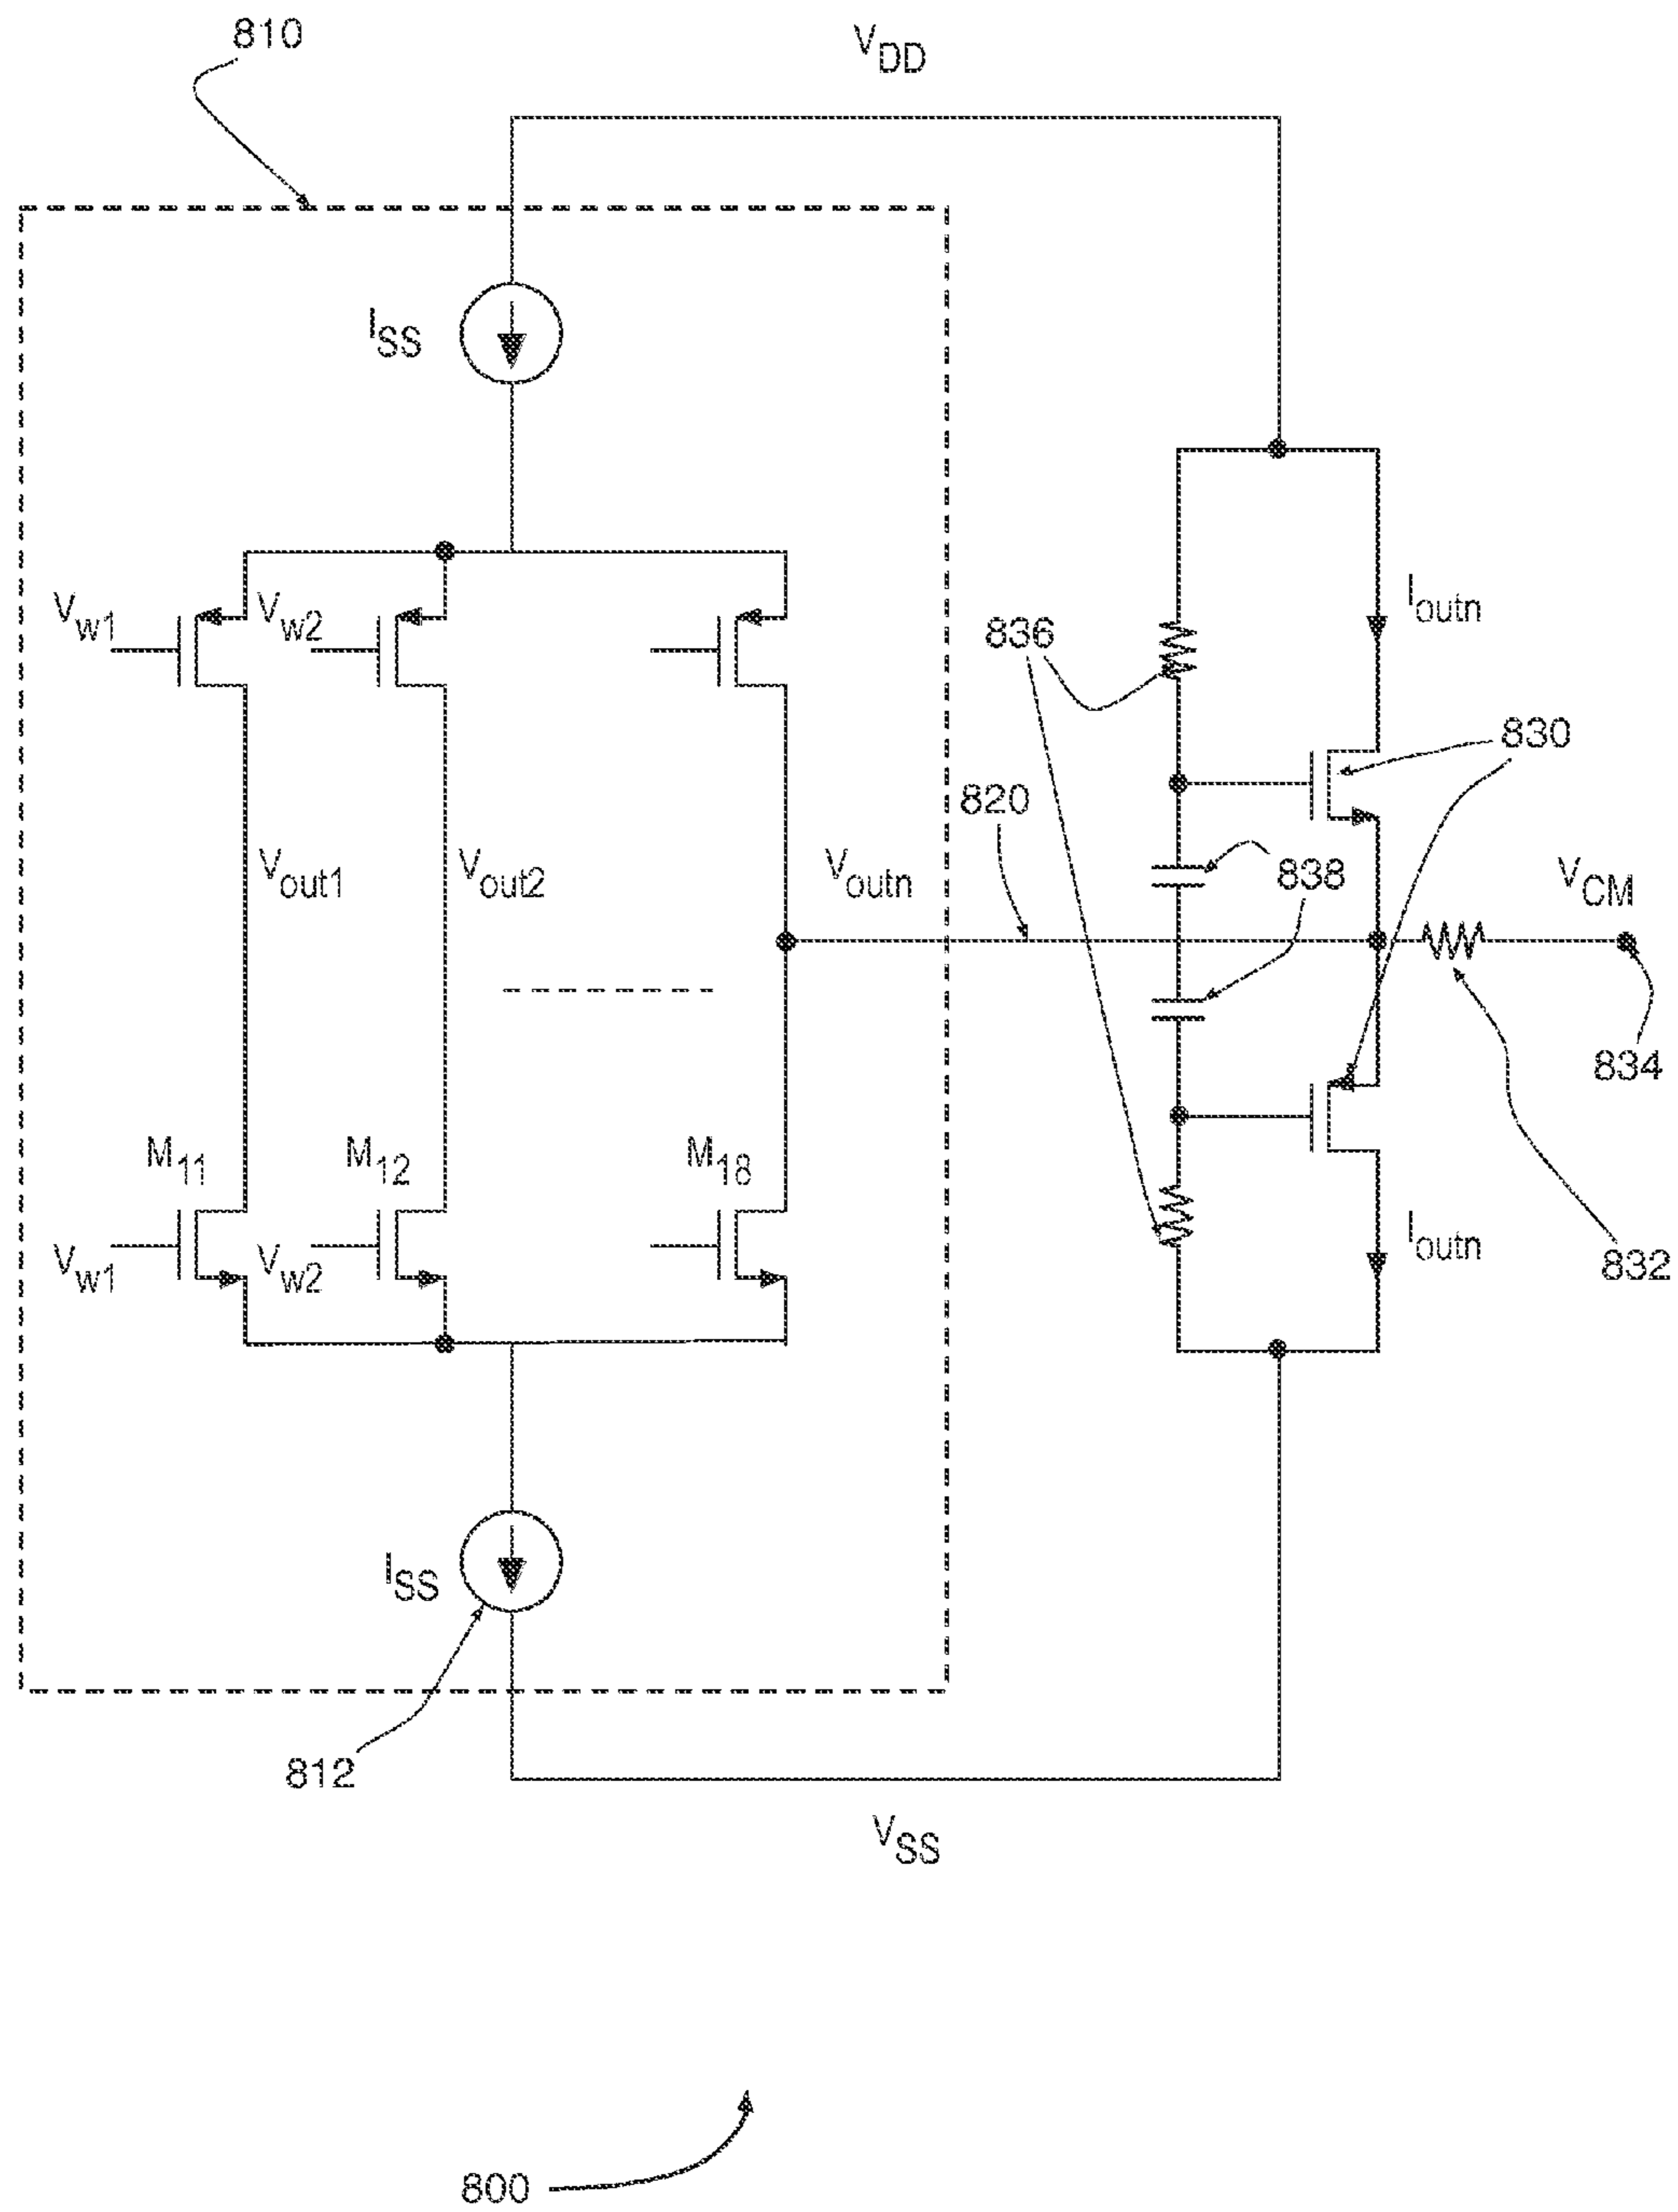 810
VDD
ISS
Vw1
Vw2
Ioutn
836
830
820
Vout1
Vout2
Voutn
838
VCM
834
M11
M12
M18
Vw1
Vw2
Ioutn
832
ISS
812
VSS
800